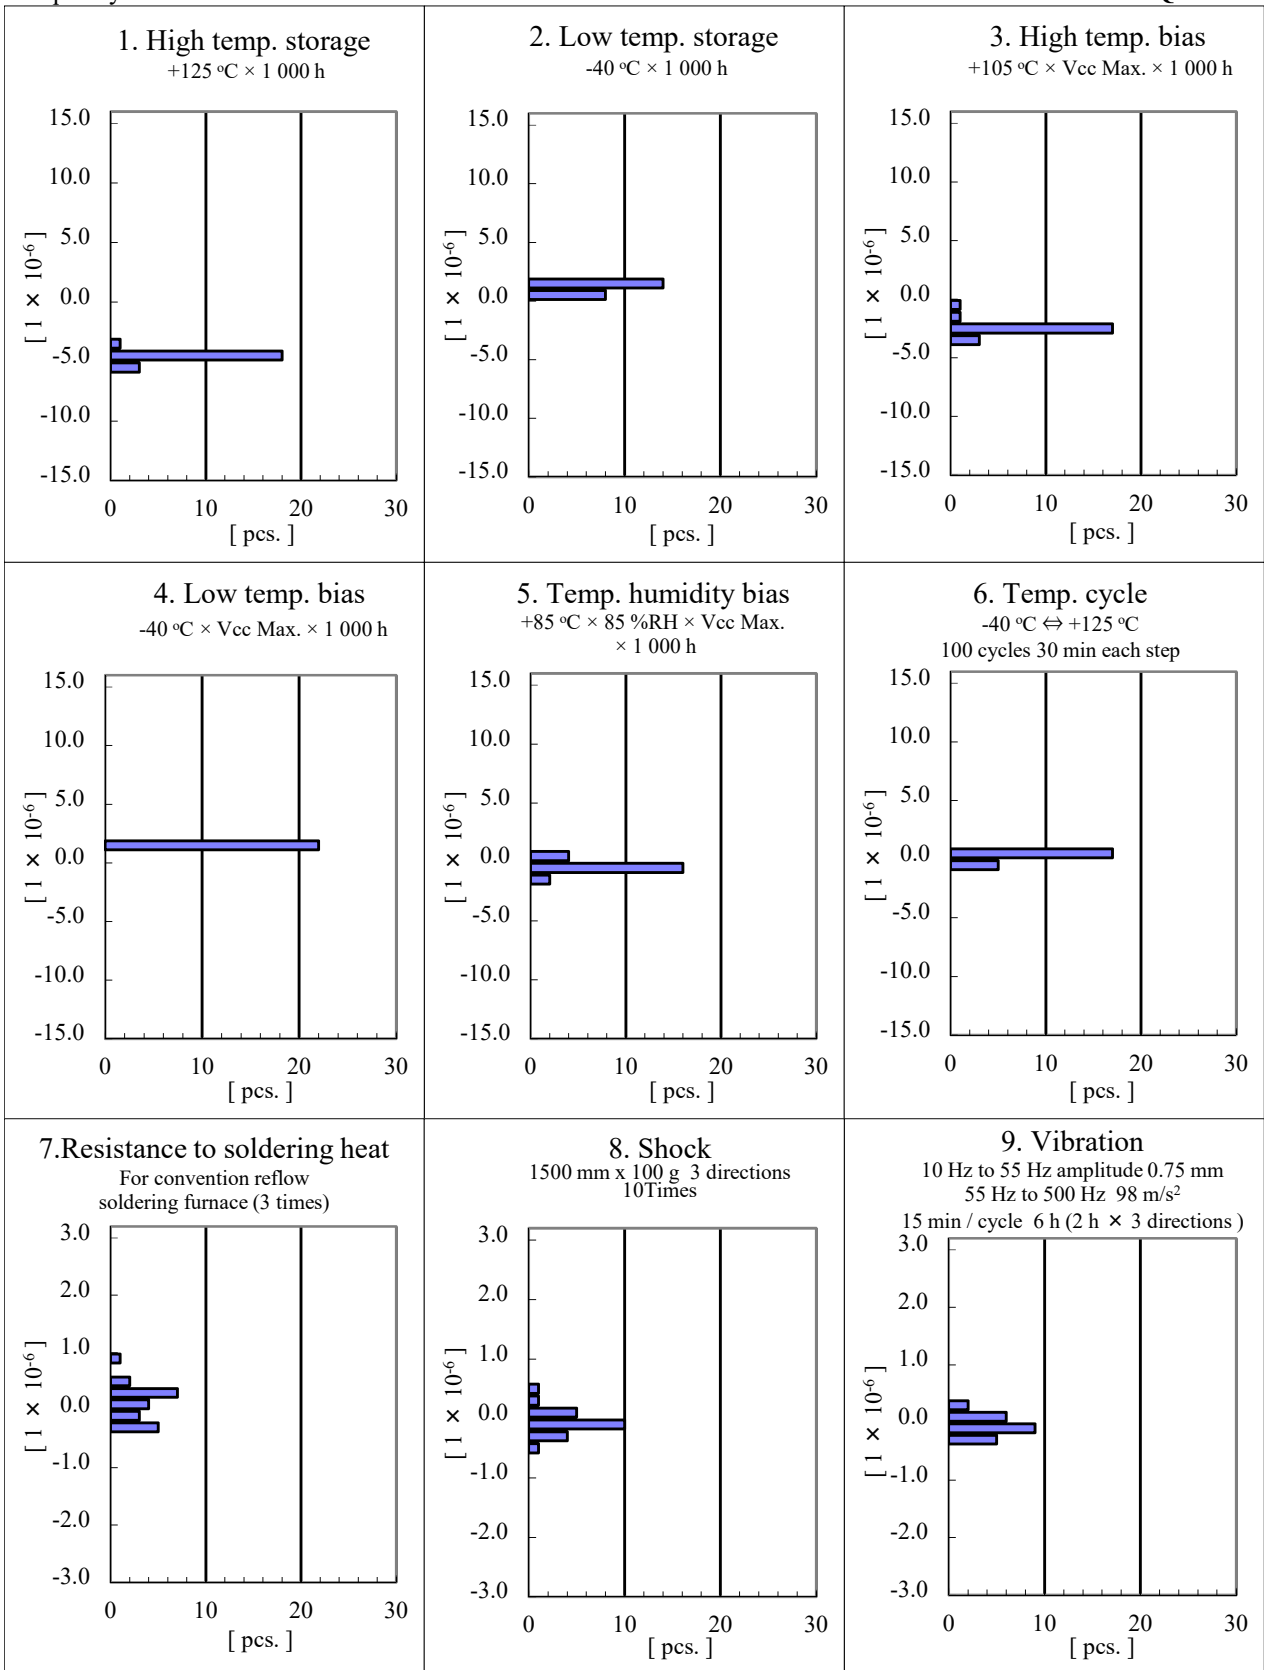 1. High temp. storage
+125 ºC × 1 000 h
15.0
10.0
5.0
0.0
-5.0
-10.0
-15.0
[ 1 × 10-6 ]
0 10 20 30
[ pcs. ]
2. Low temp. storage
-40 ºC × 1 000 h
15.0
10.0
5.0
0.0
-5.0
-10.0
-15.0
[ 1 × 10-6 ]
0 10 20 30
[ pcs. ]
3. High temp. bias
+105 ºC × Vcc Max. × 1 000 h
15.0
10.0
5.0
0.0
-5.0
-10.0
-15.0
[ 1 × 10-6 ]
0 10 20 30
[ pcs. ]
4. Low temp. bias
-40 ºC × Vcc Max. × 1 000 h
15.0
10.0
5.0
0.0
-5.0
-10.0
-15.0
[ 1 × 10-6 ]
0 10 20 30
[ pcs. ]
5. Temp. humidity bias
+85 ºC × 85 %RH × Vcc Max.
× 1 000 h
15.0
10.0
5.0
0.0
-5.0
-10.0
-15.0
[ 1 × 10-6 ]
0 10 20 30
[ pcs. ]
6. Temp. cycle
-40 ºC ⇔ +125 ºC
100 cycles 30 min each step
15.0
10.0
5.0
0.0
-5.0
-10.0
-15.0
[ 1 × 10-6 ]
0 10 20 30
[ pcs. ]
7.Resistance to soldering heat
For convention reflow
soldering furnace (3 times)
3.0
2.0
1.0
0.0
-1.0
-2.0
-3.0
[ 1 × 10-6 ]
0 10 20 30
[ pcs. ]
8. Shock
1500 mm x 100 g 3 directions
10Times
3.0
2.0
1.0
0.0
-1.0
-2.0
-3.0
[ 1 × 10-6 ]
0 10 20 30
[ pcs. ]
9. Vibration
10 Hz to 55 Hz amplitude 0.75 mm
55 Hz to 500 Hz 98 m/s2
15 min / cycle 6 h (2 h × 3 directions )
3.0
2.0
1.0
0.0
-1.0
-2.0
-3.0
[ 1 × 10-6 ]
0 10 20 30
[ pcs. ]